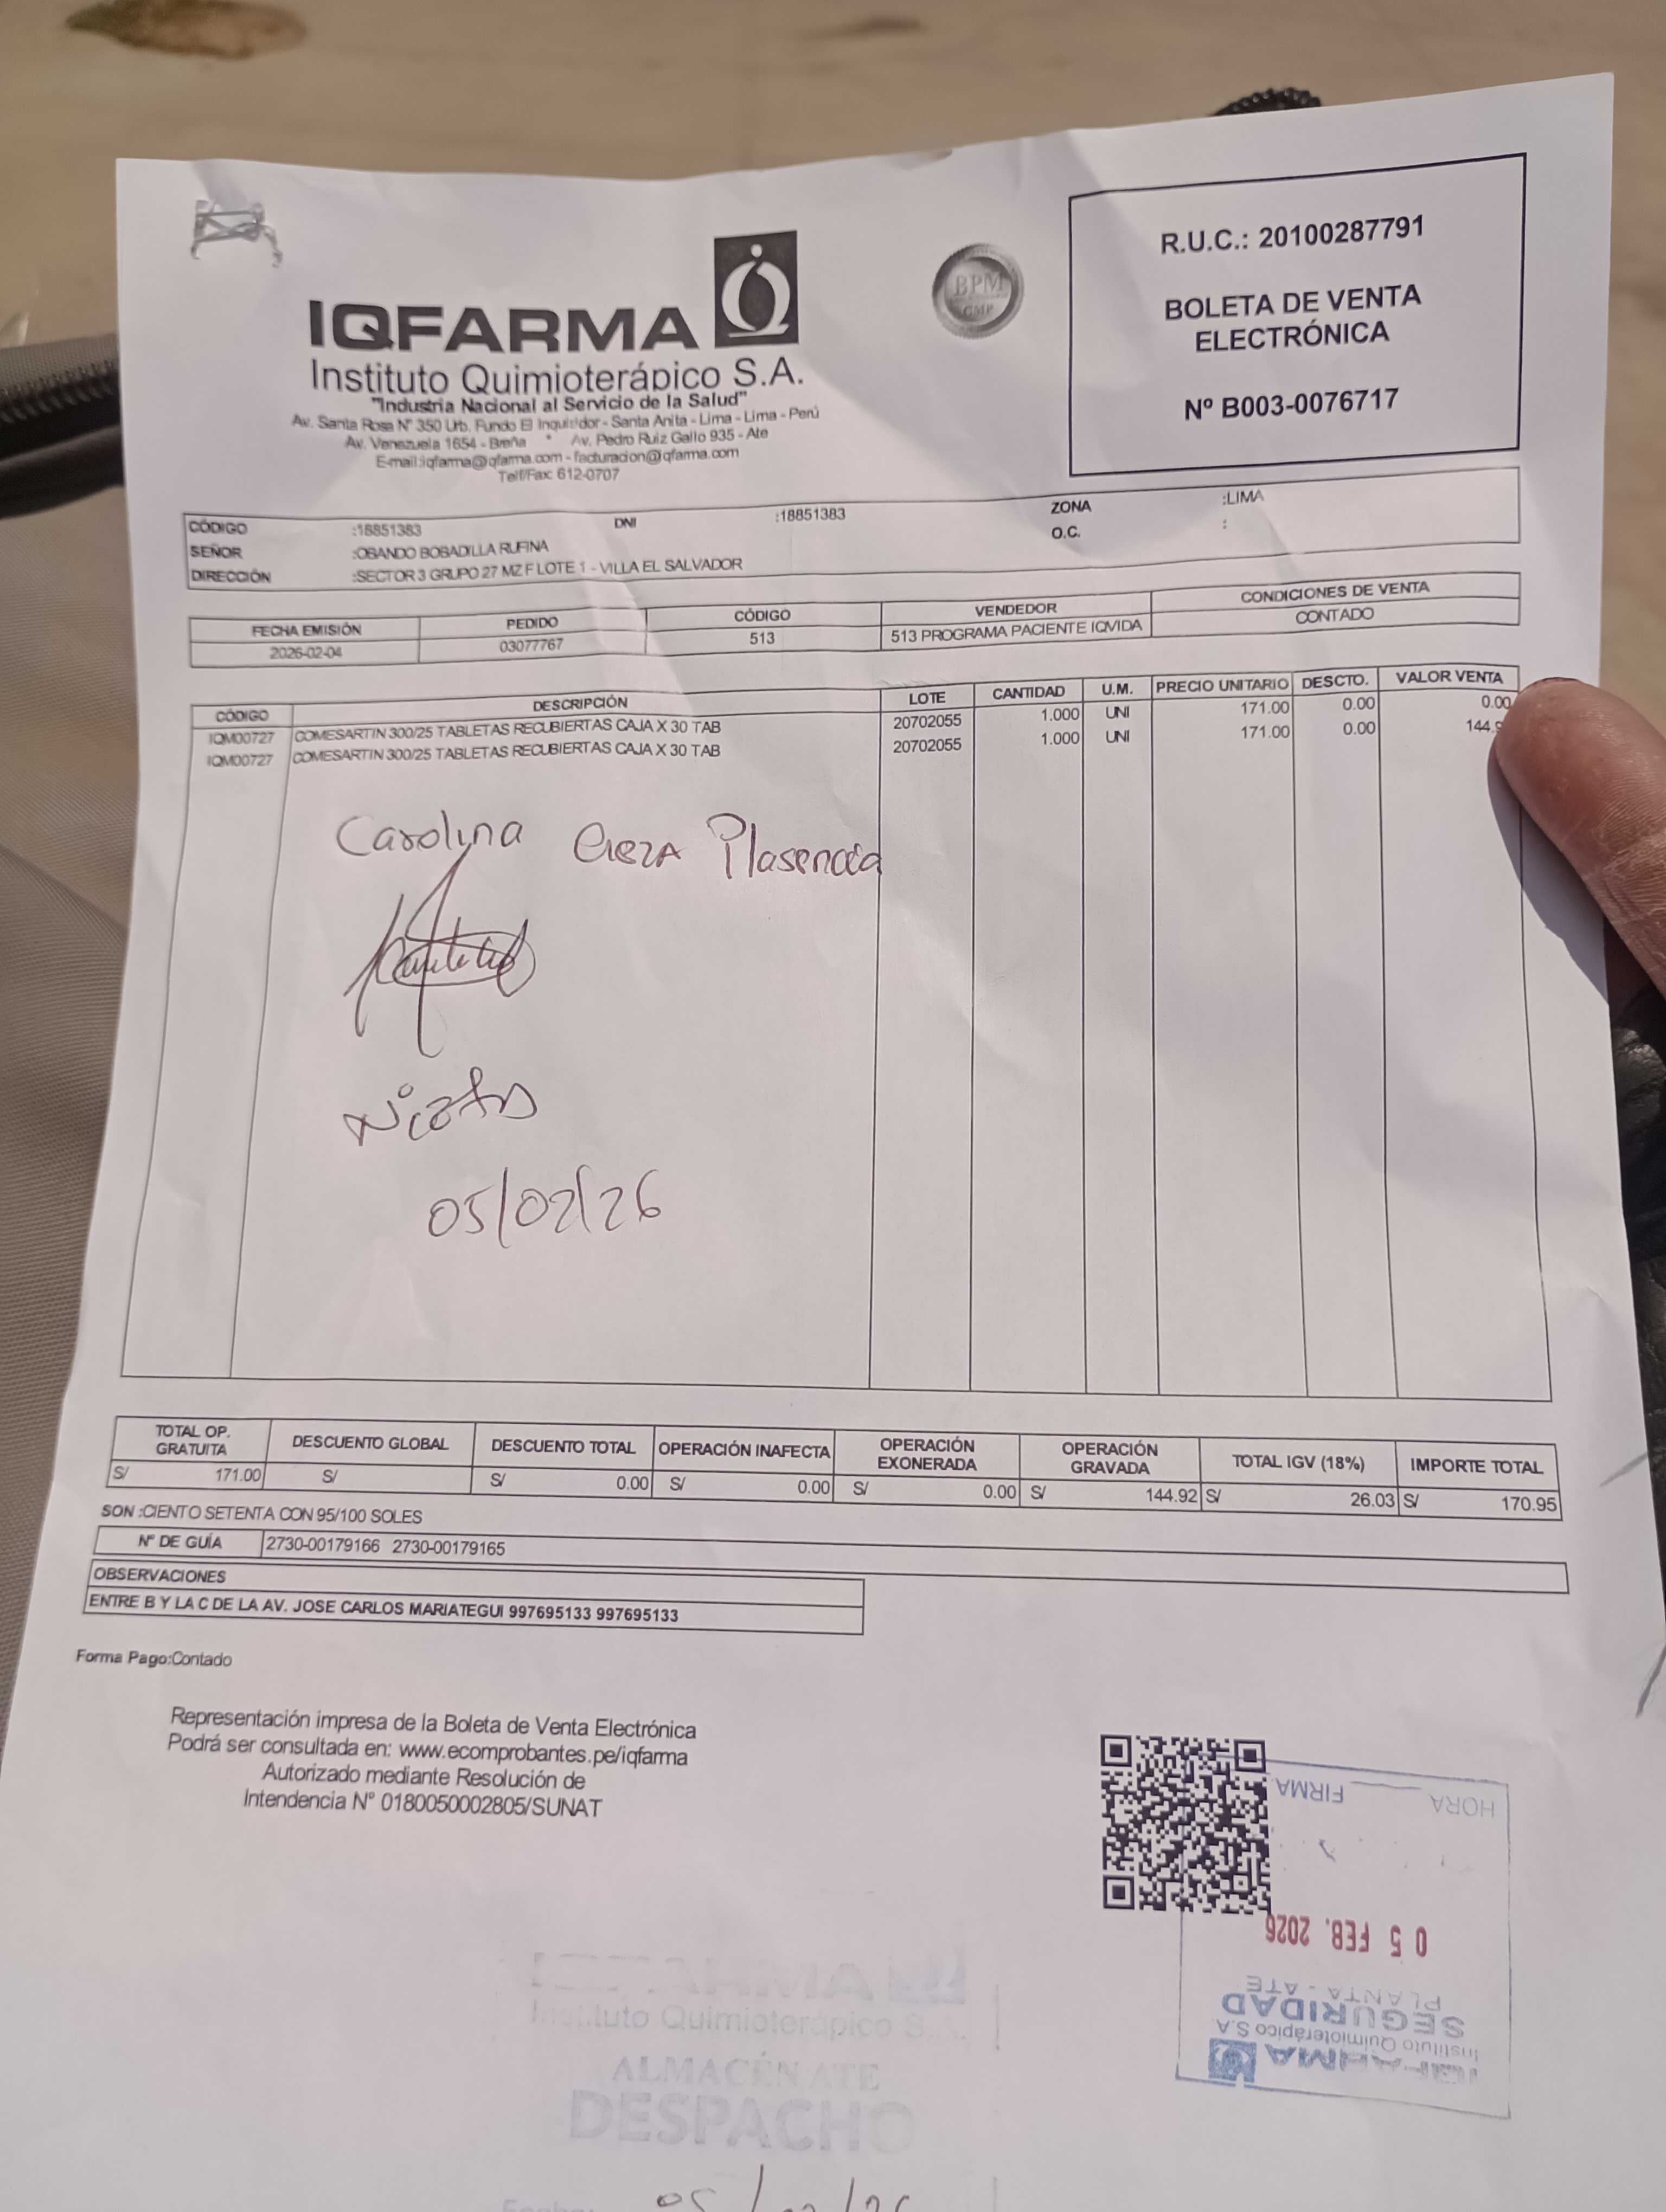 IQFARMA
Instituto Quimioterápico S.A.
"Industria Nacional al Servicio de la Salud"
Av. Santa Rosa N° 350 Urb. Fundo El Inquisidor - Santa Anita - Lima - Lima - Perú
Av. Venezuela 1654 - Breña * Av. Pedro Ruiz Gallo 935 - Ate
E-mail:iqfarma@iqfarma.com - facturacion@iqfarma.com
Telf/Fax: 612-0707
BPM
GMP
R.U.C.: 20100287791
BOLETA DE VENTA
ELECTRÓNICA
Nº B003-0076717
CÓDIGO :18851383 DNI :18851383 ZONA :LIMA
SEÑOR :OBANDO BOBADILLA RUFINA O.C. :
DIRECCIÓN :SECTOR 3 GRUPO 27 MZ F LOTE 1 - VILLA EL SALVADOR
FECHA EMISIÓN PEDIDO CÓDIGO VENDEDOR CONDICIONES DE VENTA
2026-02-04 03077767 513 513 PROGRAMA PACIENTE IQVIDA CONTADO
CÓDIGO DESCRIPCIÓN LOTE CANTIDAD U.M. PRECIO UNITARIO DESCTO. VALOR VENTA
IQM00727 COMESARTIN 300/25 TABLETAS RECUBIERTAS CAJA X 30 TAB 20702055 1.000 UNI 171.00 0.00 0.00
IQM00727 COMESARTIN 300/25 TABLETAS RECUBIERTAS CAJA X 30 TAB 20702055 1.000 UNI 171.00 0.00 144.9
Carolina Cieza Plasencia
05/02/26
TOTAL OP. GRATUITA DESCUENTO GLOBAL DESCUENTO TOTAL OPERACIÓN INAFECTA OPERACIÓN EXONERADA OPERACIÓN GRAVADA TOTAL IGV (18%) IMPORTE TOTAL
S/ 171.00 S/ S/ 0.00 S/ 0.00 S/ 0.00 S/ 144.92 S/ 26.03 S/ 170.95
SON :CIENTO SETENTA CON 95/100 SOLES
N° DE GUÍA 2730-00179166 2730-00179165
OBSERVACIONES
ENTRE B Y LA C DE LA AV. JOSE CARLOS MARIATEGUI 997695133 997695133
Forma Pago:Contado
Representación impresa de la Boleta de Venta Electrónica
Podrá ser consultada en: www.ecomprobantes.pe/iqfarma
Autorizado mediante Resolución de
Intendencia N° 0180050002805/SUNAT
IQFARMA
Instituto Quimioterápico S.A.
SEGURIDAD
PLANTA - ATE
05 FEB. 2026
HORA FIRMA
Instituto Quimioterápico S.
ALMACÉN ATE
DESPACHO